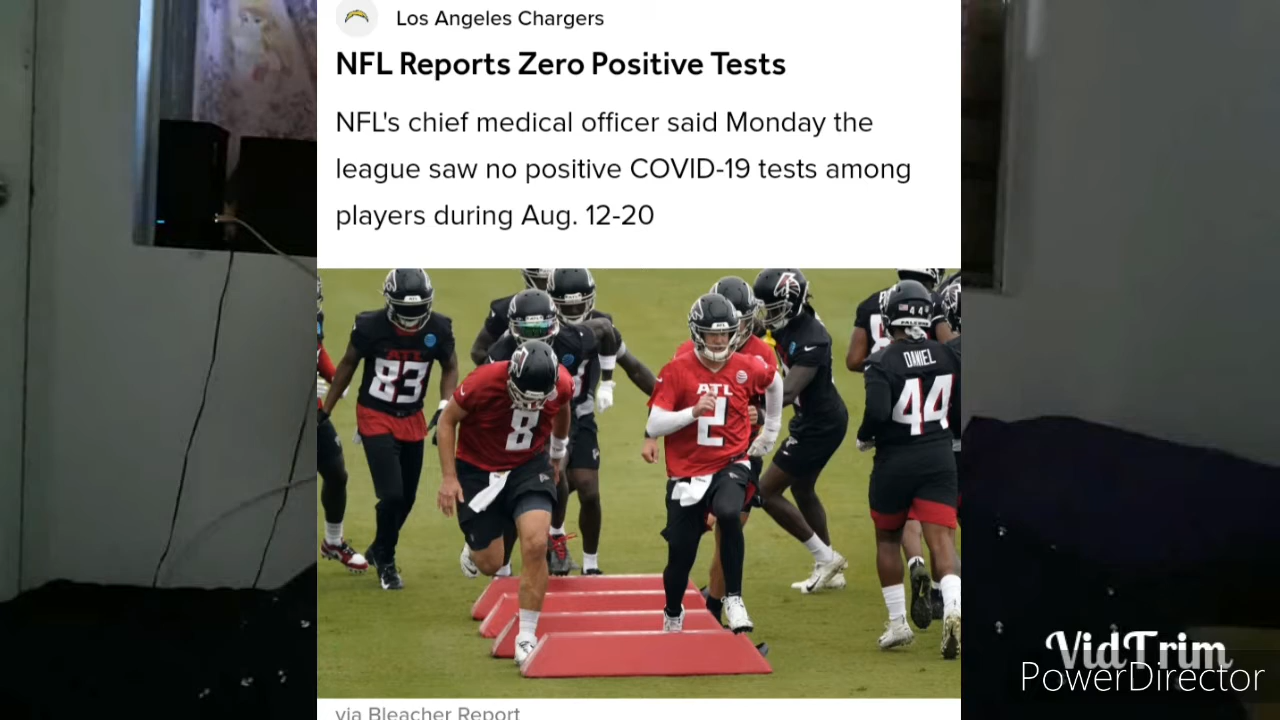 Los Angeles Chargers
NFL Reports Zero Positive Tests
NFL's chief medical officer said Monday the
league saw no positive COVID-19 tests among
players during Aug. 12-20
ATL
83
8
ATL
2
DANIEL
44
44
FALCONS
VidTrim
PowerDirector
via Bleacher Report